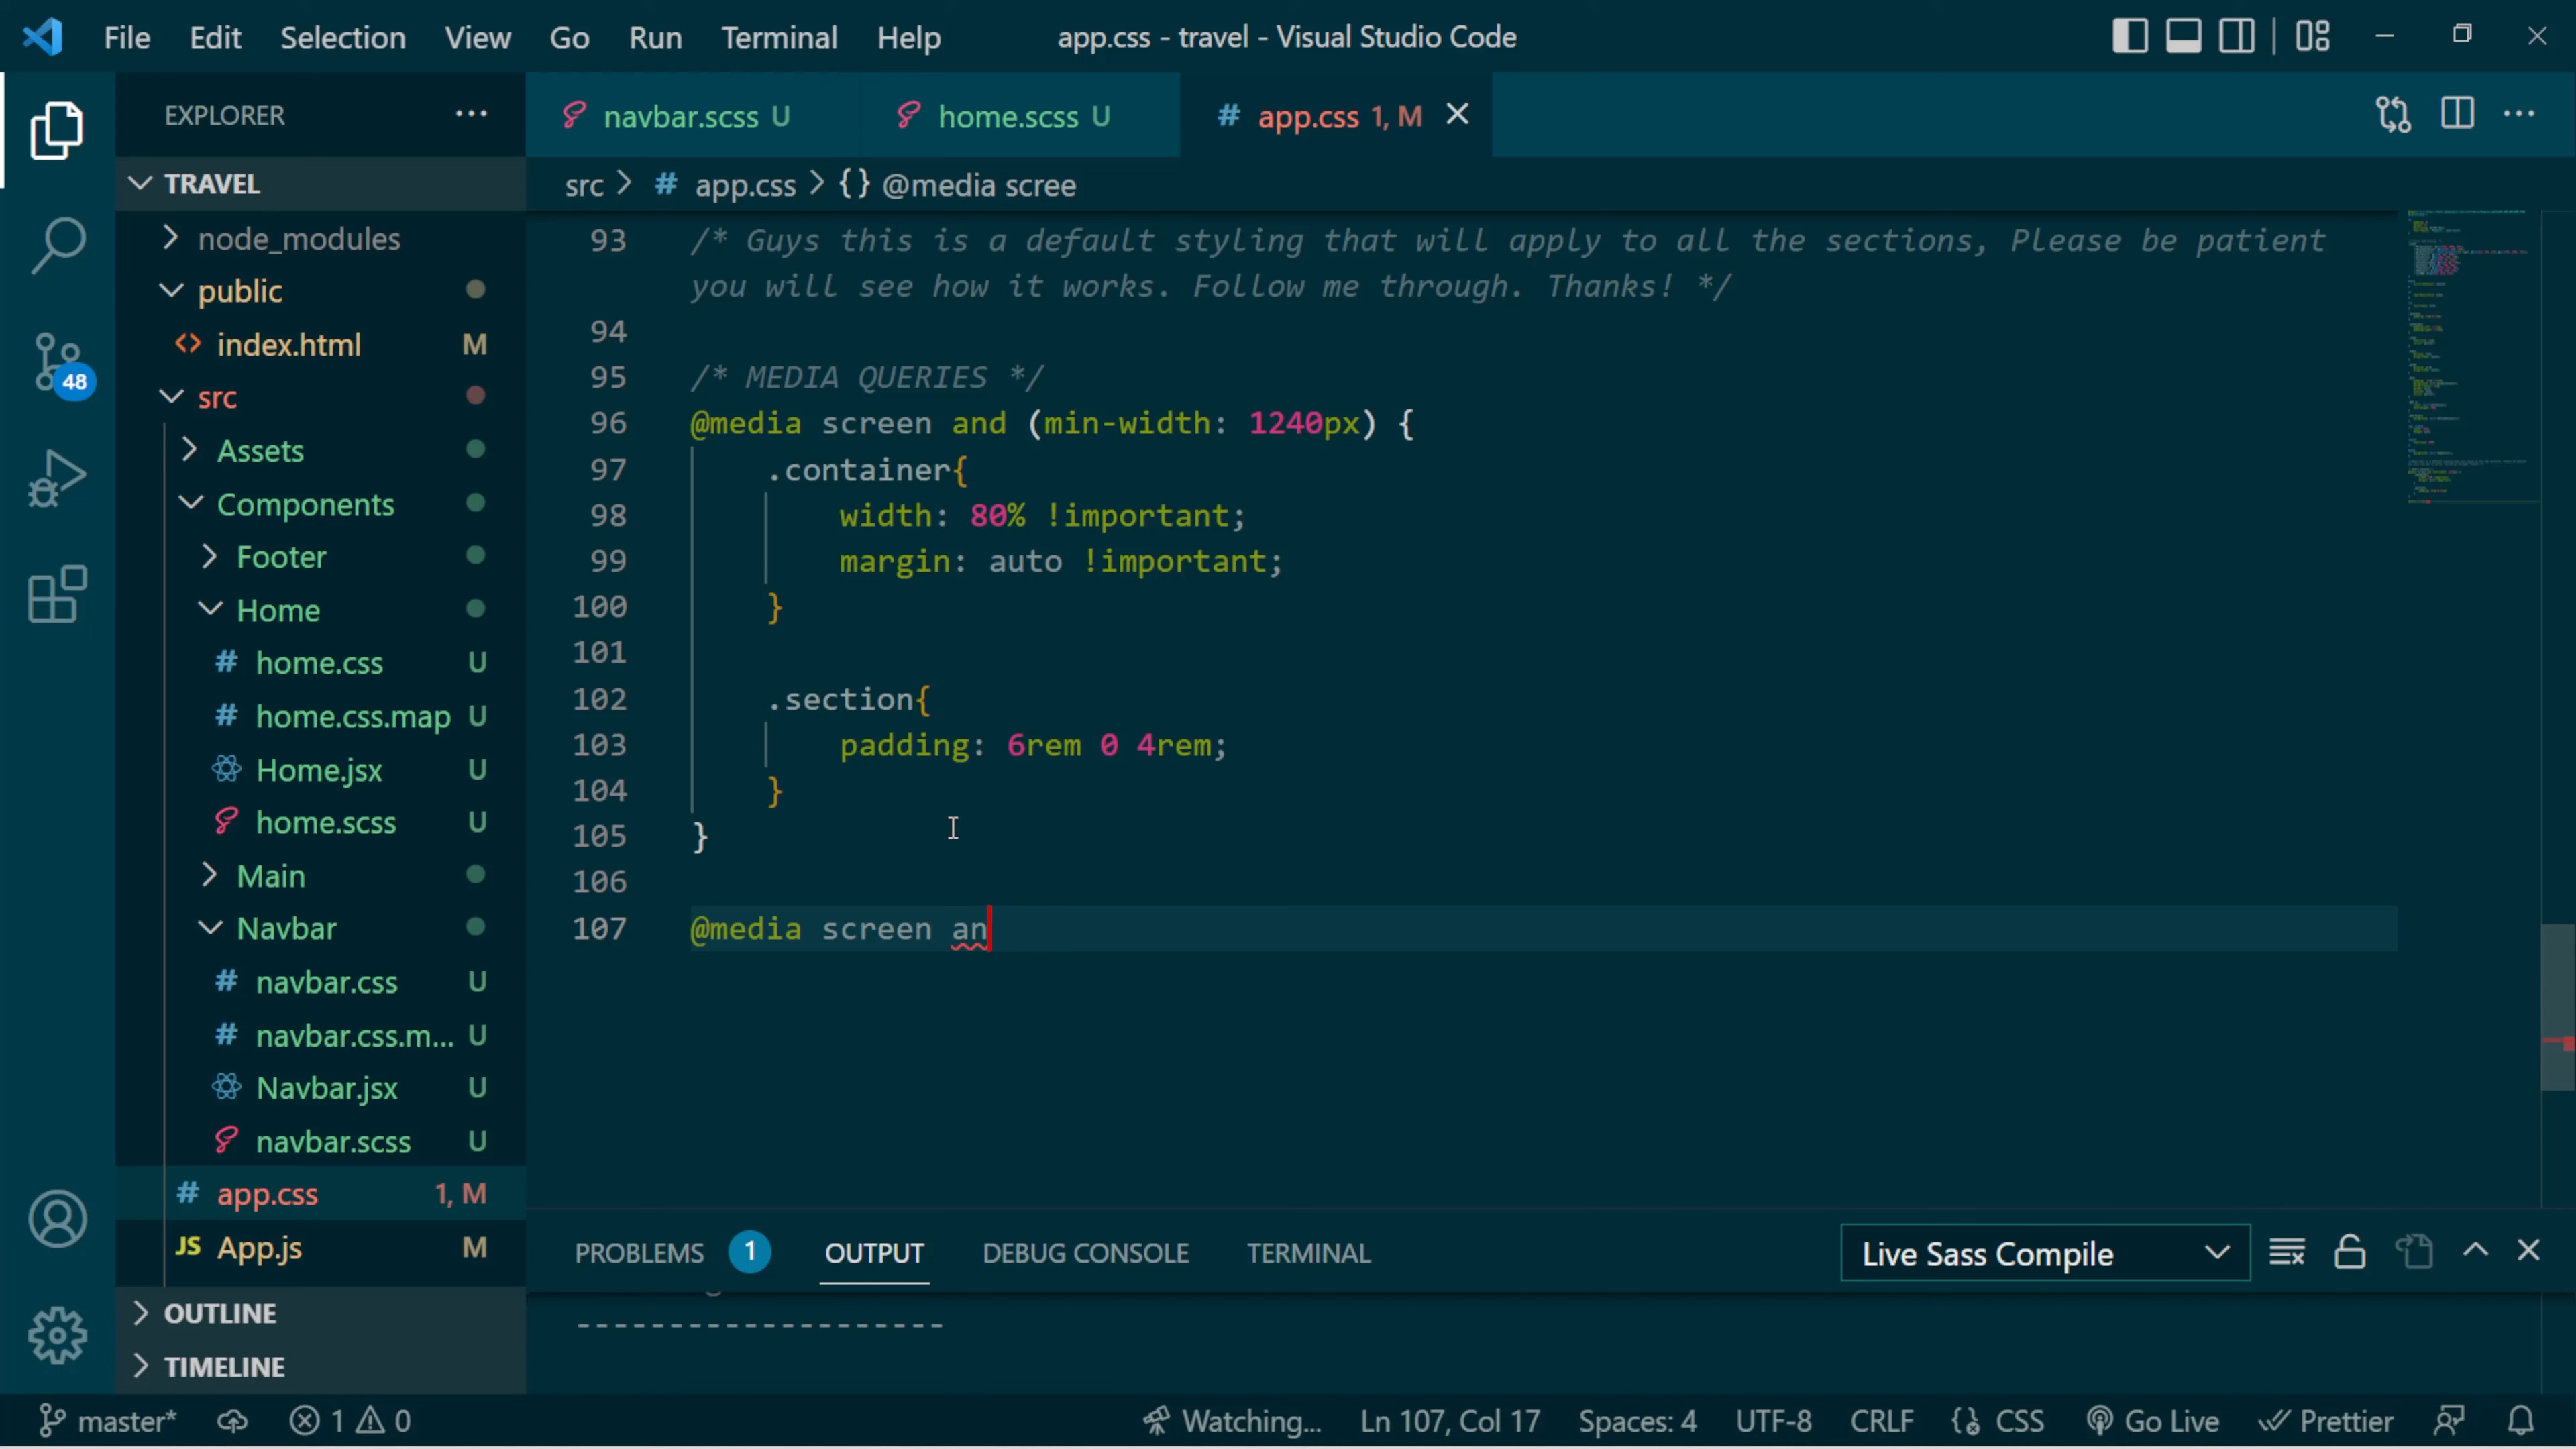 File Edit Selection View Go Run Terminal Help app.css - travel - Visual Studio Code
EXPLORER
TRAVEL
node_modules
public
index.html M
src
Assets
Components
Footer
Home
home.css U
home.css.map U
Home.jsx U
home.scss U
Main
Navbar
navbar.css U
navbar.css.m... U
Navbar.jsx U
navbar.scss U
app.css 1, M
JS App.js M
OUTLINE
TIMELINE
48
navbar.scss U home.scss U # app.css 1, M
src > # app.css > {} @media scree
93 /* Guys this is a default styling that will apply to all the sections, Please be patient
you will see how it works. Follow me through. Thanks! */
94
95 /* MEDIA QUERIES */
96 @media screen and (min-width: 1240px) {
97 .container{
98 width: 80% !important;
99 margin: auto !important;
100 }
101
102 .section{
103 padding: 6rem 0 4rem;
104 }
105 }
106
107 @media screen an
PROBLEMS 1 OUTPUT DEBUG CONSOLE TERMINAL Live Sass Compile
--------------------
master* 1 0 Watching... Ln 107, Col 17 Spaces: 4 UTF-8 CRLF {} CSS Go Live Prettier